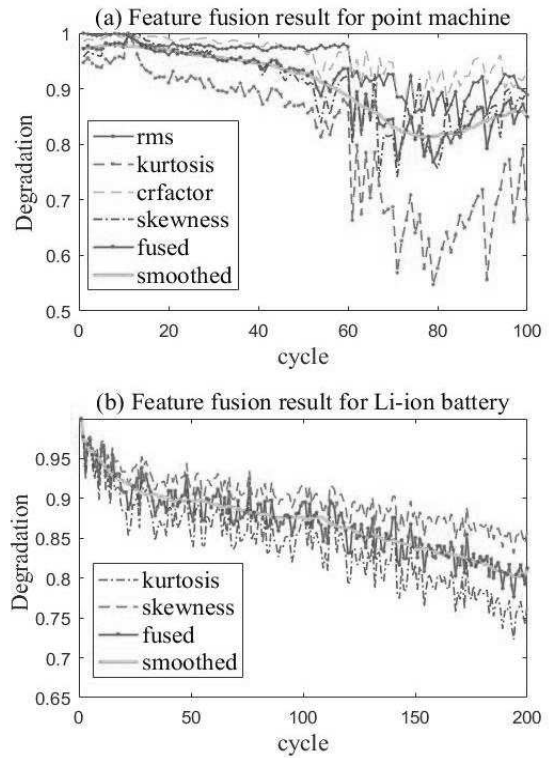 (a) Feature fusion result for point machine
1
0.9
0.8
0.7
0.6
0.5
Degradation
rms
kurtosis
crfactor
skewness
fused
smoothed
0 20 40 60 80 100
cycle
(b) Feature fusion result for Li-ion battery
0.95
0.9
0.85
0.8
0.75
0.7
0.65
Degradation
kurtosis
skewness
fused
smoothed
0 50 100 150 200
cycle